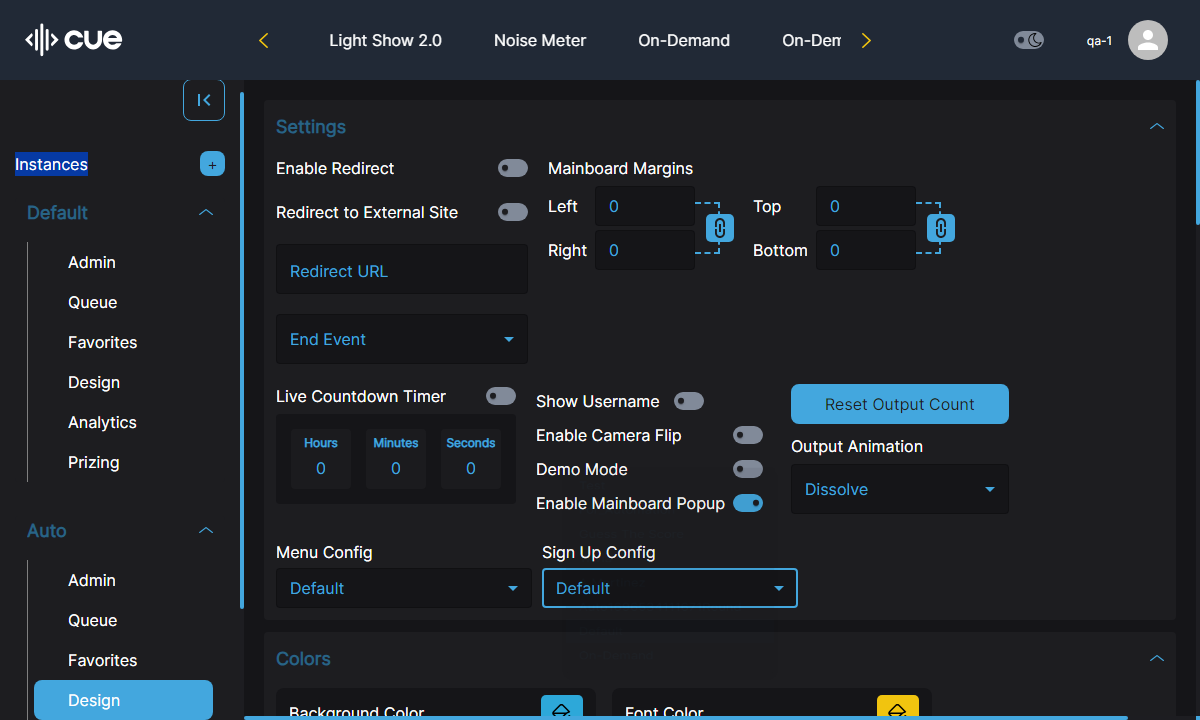 cue
Light Show 2.0
Noise Meter
On-Demand
On-Dem
qa-1
Instances
+
Default
Admin
Queue
Favorites
Design
Analytics
Prizing
Auto
Admin
Queue
Favorites
Design
Settings
Enable Redirect
Redirect to External Site
Redirect URL
End Event
Mainboard Margins
Left 0
Right 0
Top 0
Bottom 0
Live Countdown Timer
Hours Minutes Seconds
0 0 0
Show Username
Enable Camera Flip
Demo Mode
Enable Mainboard Popup
Reset Output Count
Output Animation
Dissolve
Menu Config
Default
Sign Up Config
Default
Colors
Background Color
Font Color